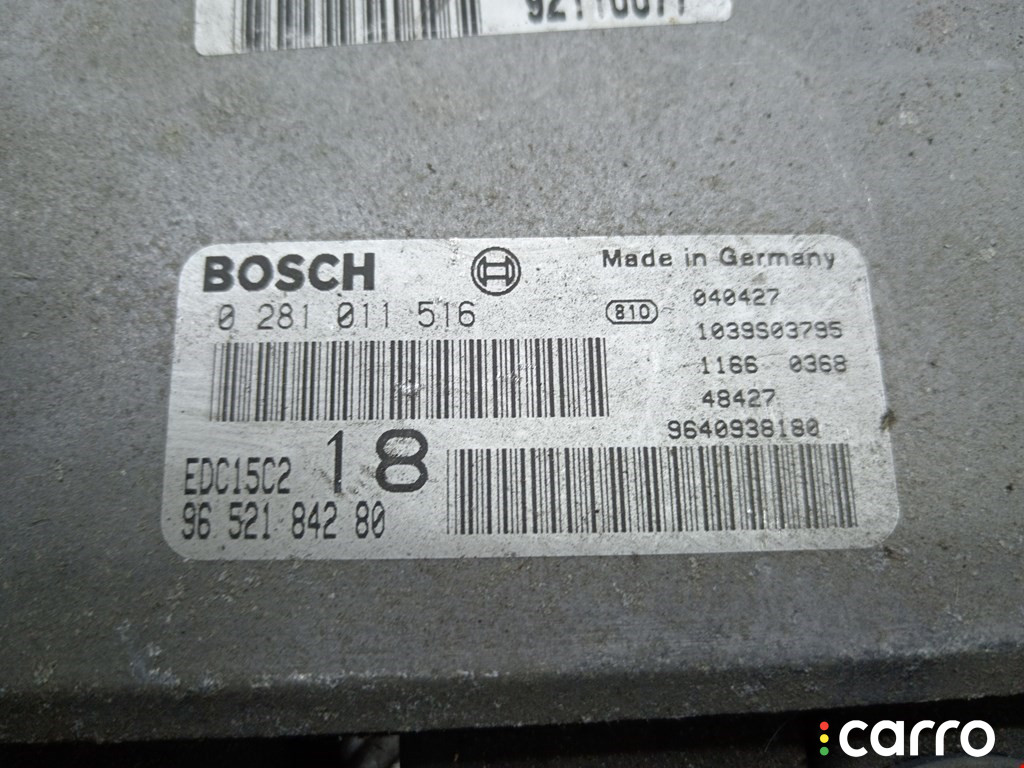 BOSCH
Made in Germany
0 281 011 516
810
040427
1039S03795
1166 0368
48427
9640938180
18
EDC15C2
96 521 842 80
carro